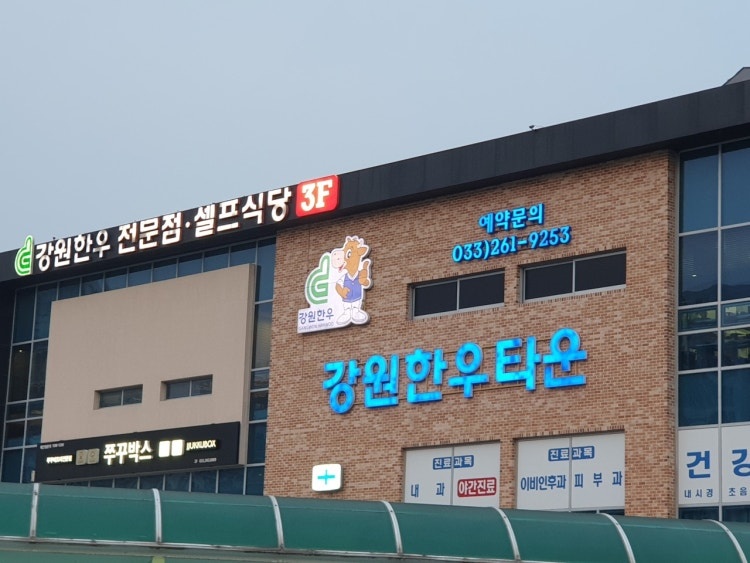 강원한우 전문점·셀프식당 3F
예약문의
033)261-9253
강원한우
강원한우타운
쭈꾸박스
JUKKUBOX
진료과목
내과
야간진료
진료과목
이비인후과
피부과
건강
내시경 초음